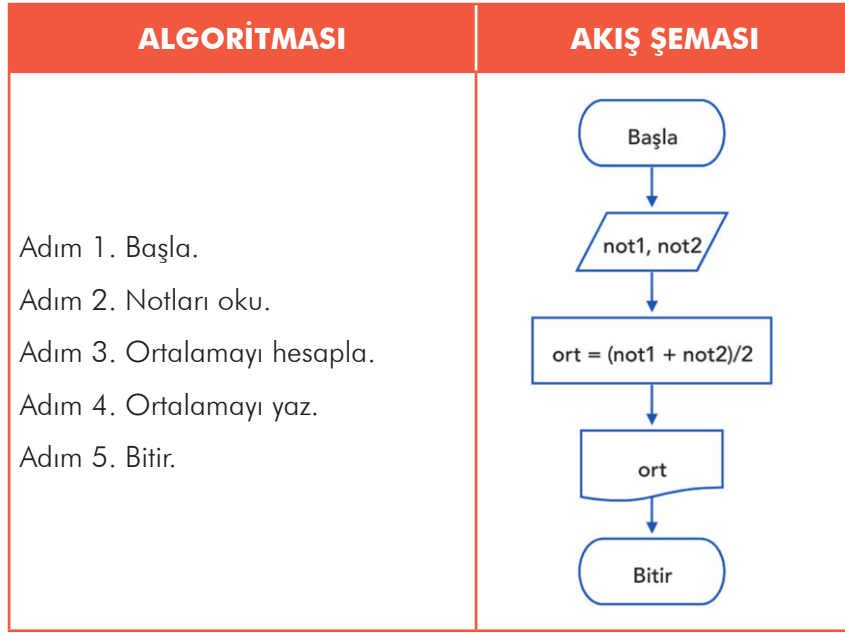 ALGORİTMASI
AKIŞ ŞEMASI
Adım 1. Başla.
Adım 2. Notları oku.
Adım 3. Ortalamayı hesapla.
Adım 4. Ortalamayı yaz.
Adım 5. Bitir.
Başla
not1, not2
ort = (not1 + not2)/2
ort
Bitir